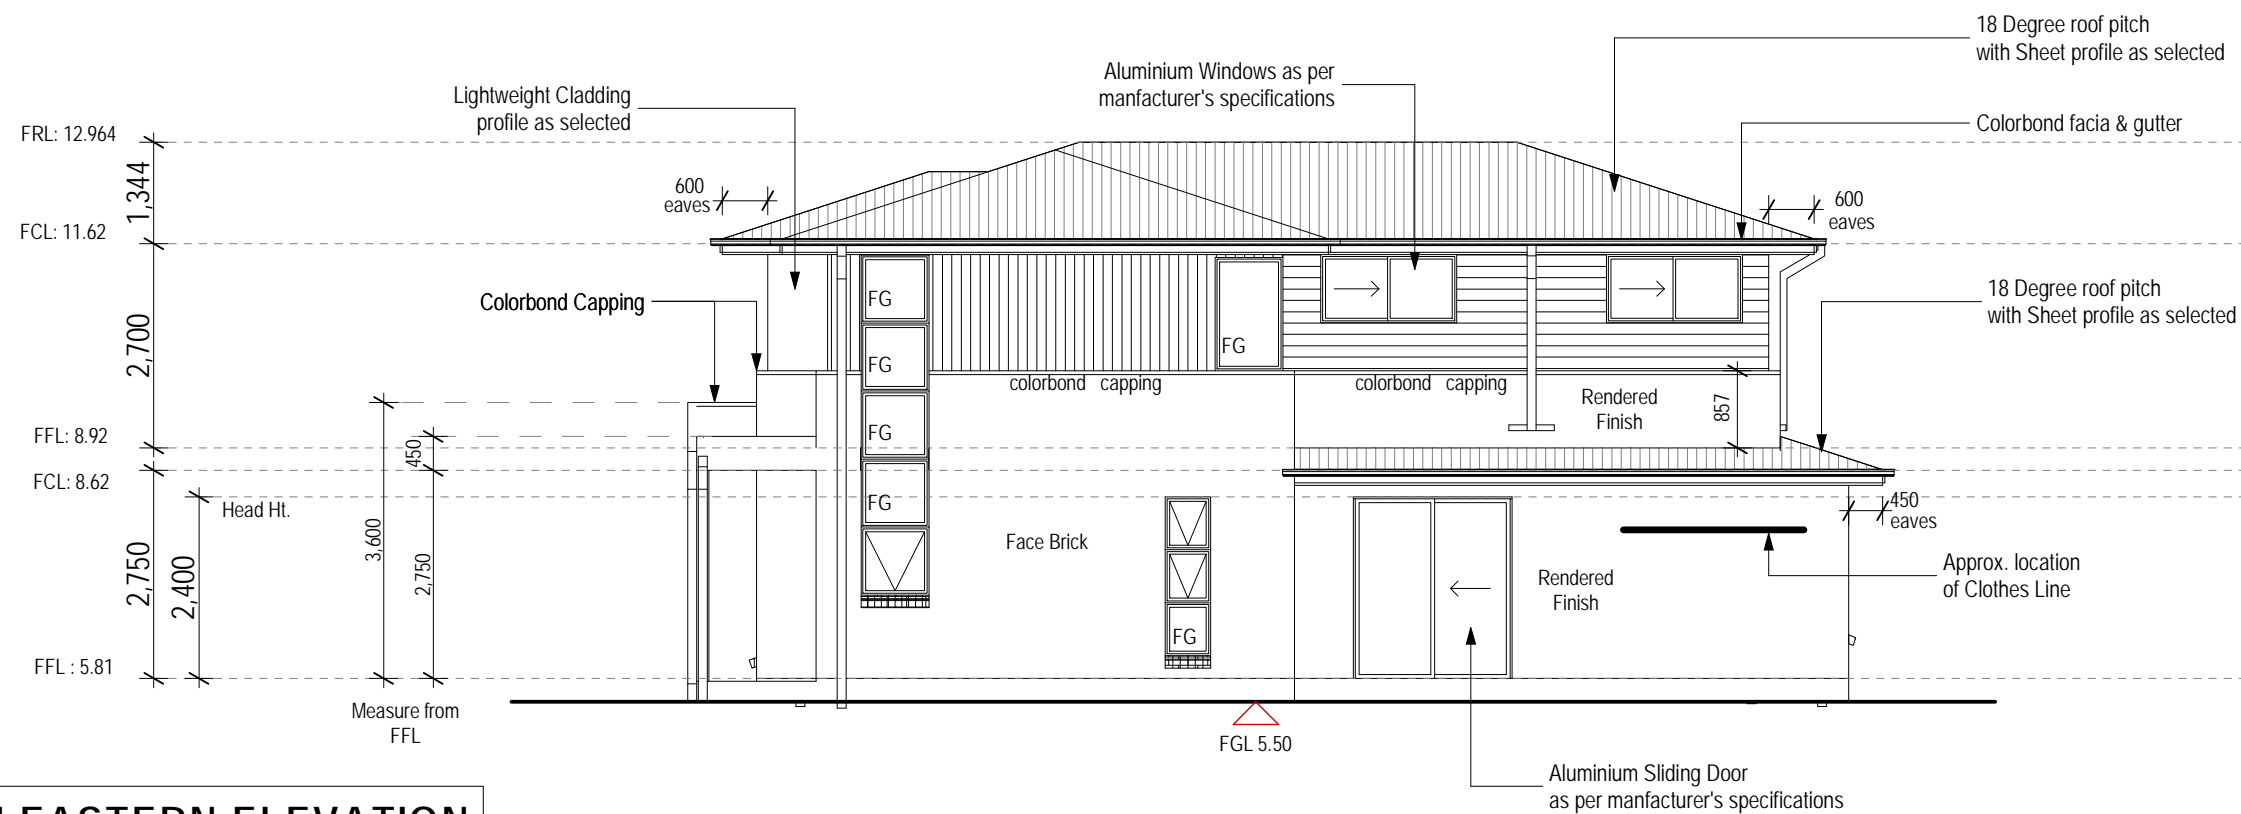 18 Degree roof pitch
with Sheet profile as selected
Aluminium Windows as per
manfacturer's specifications
Lightweight Cladding
profile as selected
Colorbond facia & gutter
FRL: 12.964
1,344
600
eaves
600
eaves
FCL: 11.62
2,700
Colorbond Capping
FG
FG
FG
FG
FG
18 Degree roof pitch
with Sheet profile as selected
colorbond capping
colorbond capping
Rendered
Finish
857
FFL: 8.92
450
FCL: 8.62
Head Ht.
2,750
2,400
3,600
2,750
450
eaves
Face Brick
Rendered
Finish
FG
Approx. location
of Clothes Line
FFL : 5.81
Measure from
FFL
FGL 5.50
Aluminium Sliding Door
as per manfacturer's specifications
EASTERN ELEVATION